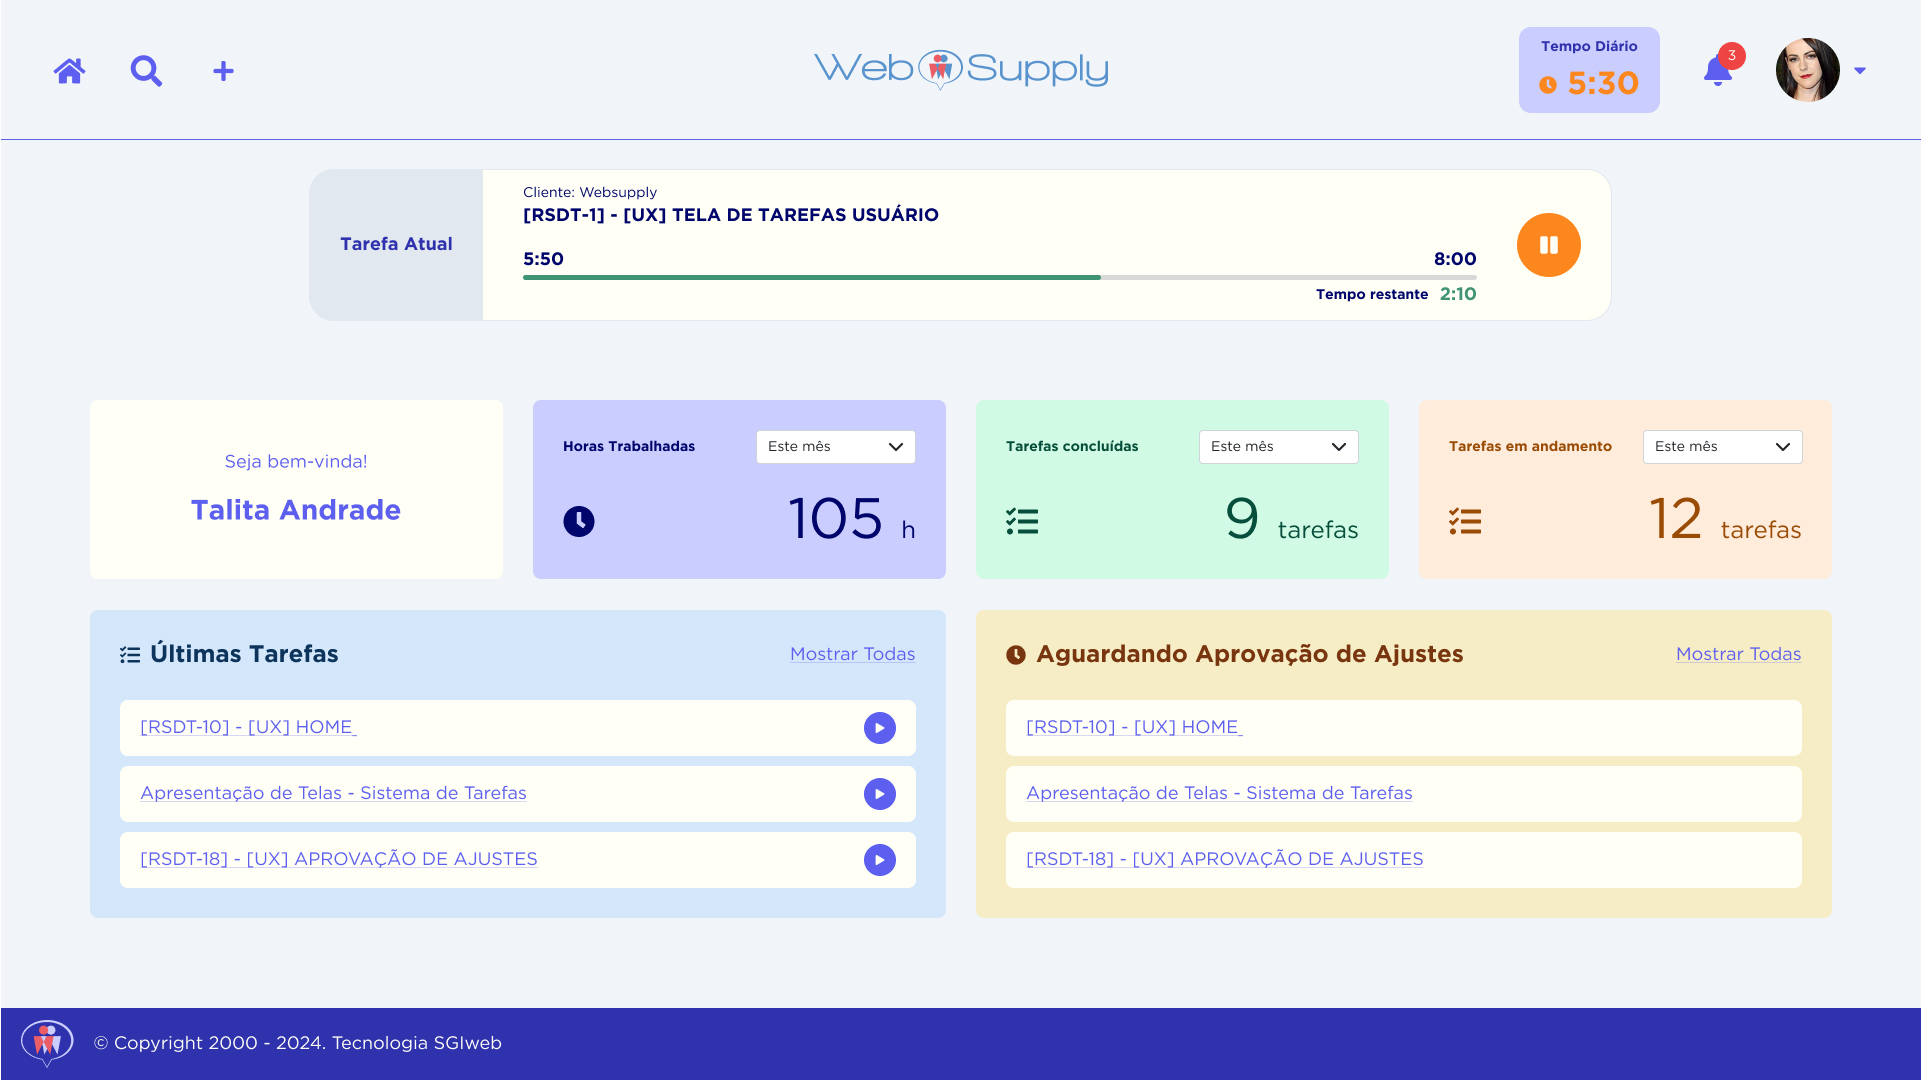 Web Supply
Tempo Diário
5:30
3
Tarefa Atual
Cliente: Websupply
[RSDT-1] - [UX] TELA DE TAREFAS USUÁRIO
5:50
8:00
Tempo restante 2:10
Seja bem-vinda!
Talita Andrade
Horas Trabalhadas
Este mês
105 h
Tarefas concluídas
Este mês
9 tarefas
Tarefas em andamento
Este mês
12 tarefas
Últimas Tarefas
Mostrar Todas
[RSDT-10] - [UX] HOME_
Apresentação de Telas - Sistema de Tarefas
[RSDT-18] - [UX] APROVAÇÃO DE AJUSTES
Aguardando Aprovação de Ajustes
Mostrar Todas
[RSDT-10] - [UX] HOME_
Apresentação de Telas - Sistema de Tarefas
[RSDT-18] - [UX] APROVAÇÃO DE AJUSTES
© Copyright 2000 - 2024. Tecnologia SGIweb